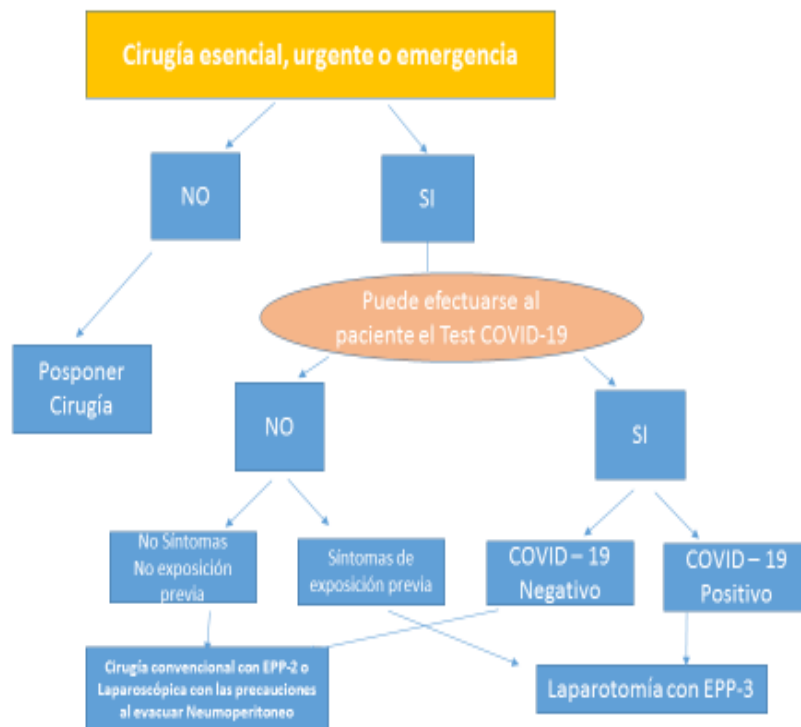 Cirugía esencial, urgente o emergencia
NO
SI
Puede efectuarse al
paciente el Test COVID-19
Posponer
Cirugía
NO
SI
No Síntomas
No exposición
previa
Síntomas de
exposición previa
COVID – 19
Negativo
COVID – 19
Positivo
Cirugía convencional con EPP-2 o
Laparoscópica con las precauciones
al evacuar Neumoperitoneo
Laparotomía con EPP-3